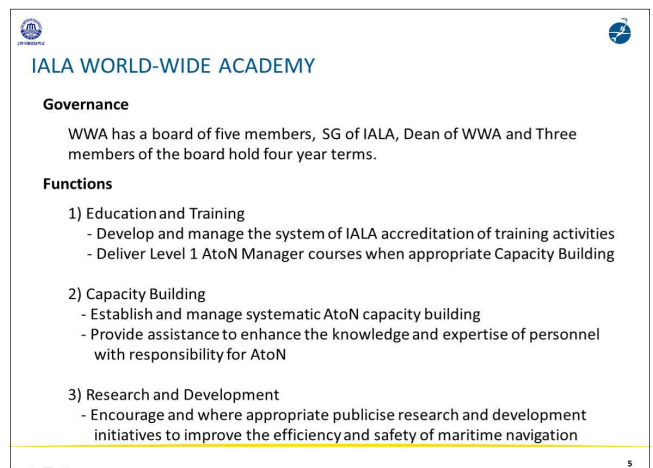 IALA WORLD-WIDE ACADEMY
Governance
WWA has a board of five members, SG of IALA, Dean of WWA and Three
members of the board hold four year terms.
Functions
1) Education and Training
- Develop and manage the system of IALA accreditation of training activities
- Deliver Level 1 AtoN Manager courses when appropriate Capacity Building
2) Capacity Building
- Establish and manage systematic AtoN capacity building
- Provide assistance to enhance the knowledge and expertise of personnel
with responsibility for AtoN
3) Research and Development
- Encourage and where appropriate publicise research and development
initiatives to improve the efficiency and safety of maritime navigation
5